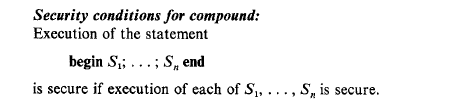 Security conditions for compound:
Execution of the statement
begin S₁; . . . ; Sₙ end
is secure if execution of each of S₁, . . . , Sₙ is secure.